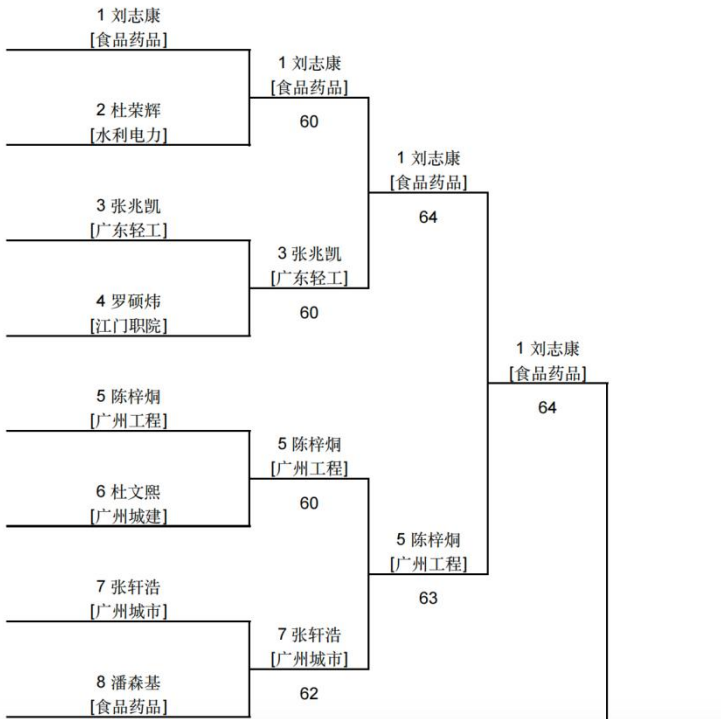 1 刘志康
[食品药品]
1 刘志康
[食品药品]
60
2 杜荣辉
[水利电力]
1 刘志康
[食品药品]
64
3 张兆凯
[广东轻工]
3 张兆凯
[广东轻工]
60
4 罗硕炜
[江门职院]
1 刘志康
[食品药品]
64
5 陈梓炯
[广州工程]
5 陈梓炯
[广州工程]
60
6 杜文熙
[广州城建]
5 陈梓炯
[广州工程]
63
7 张轩浩
[广州城市]
7 张轩浩
[广州城市]
62
8 潘森基
[食品药品]